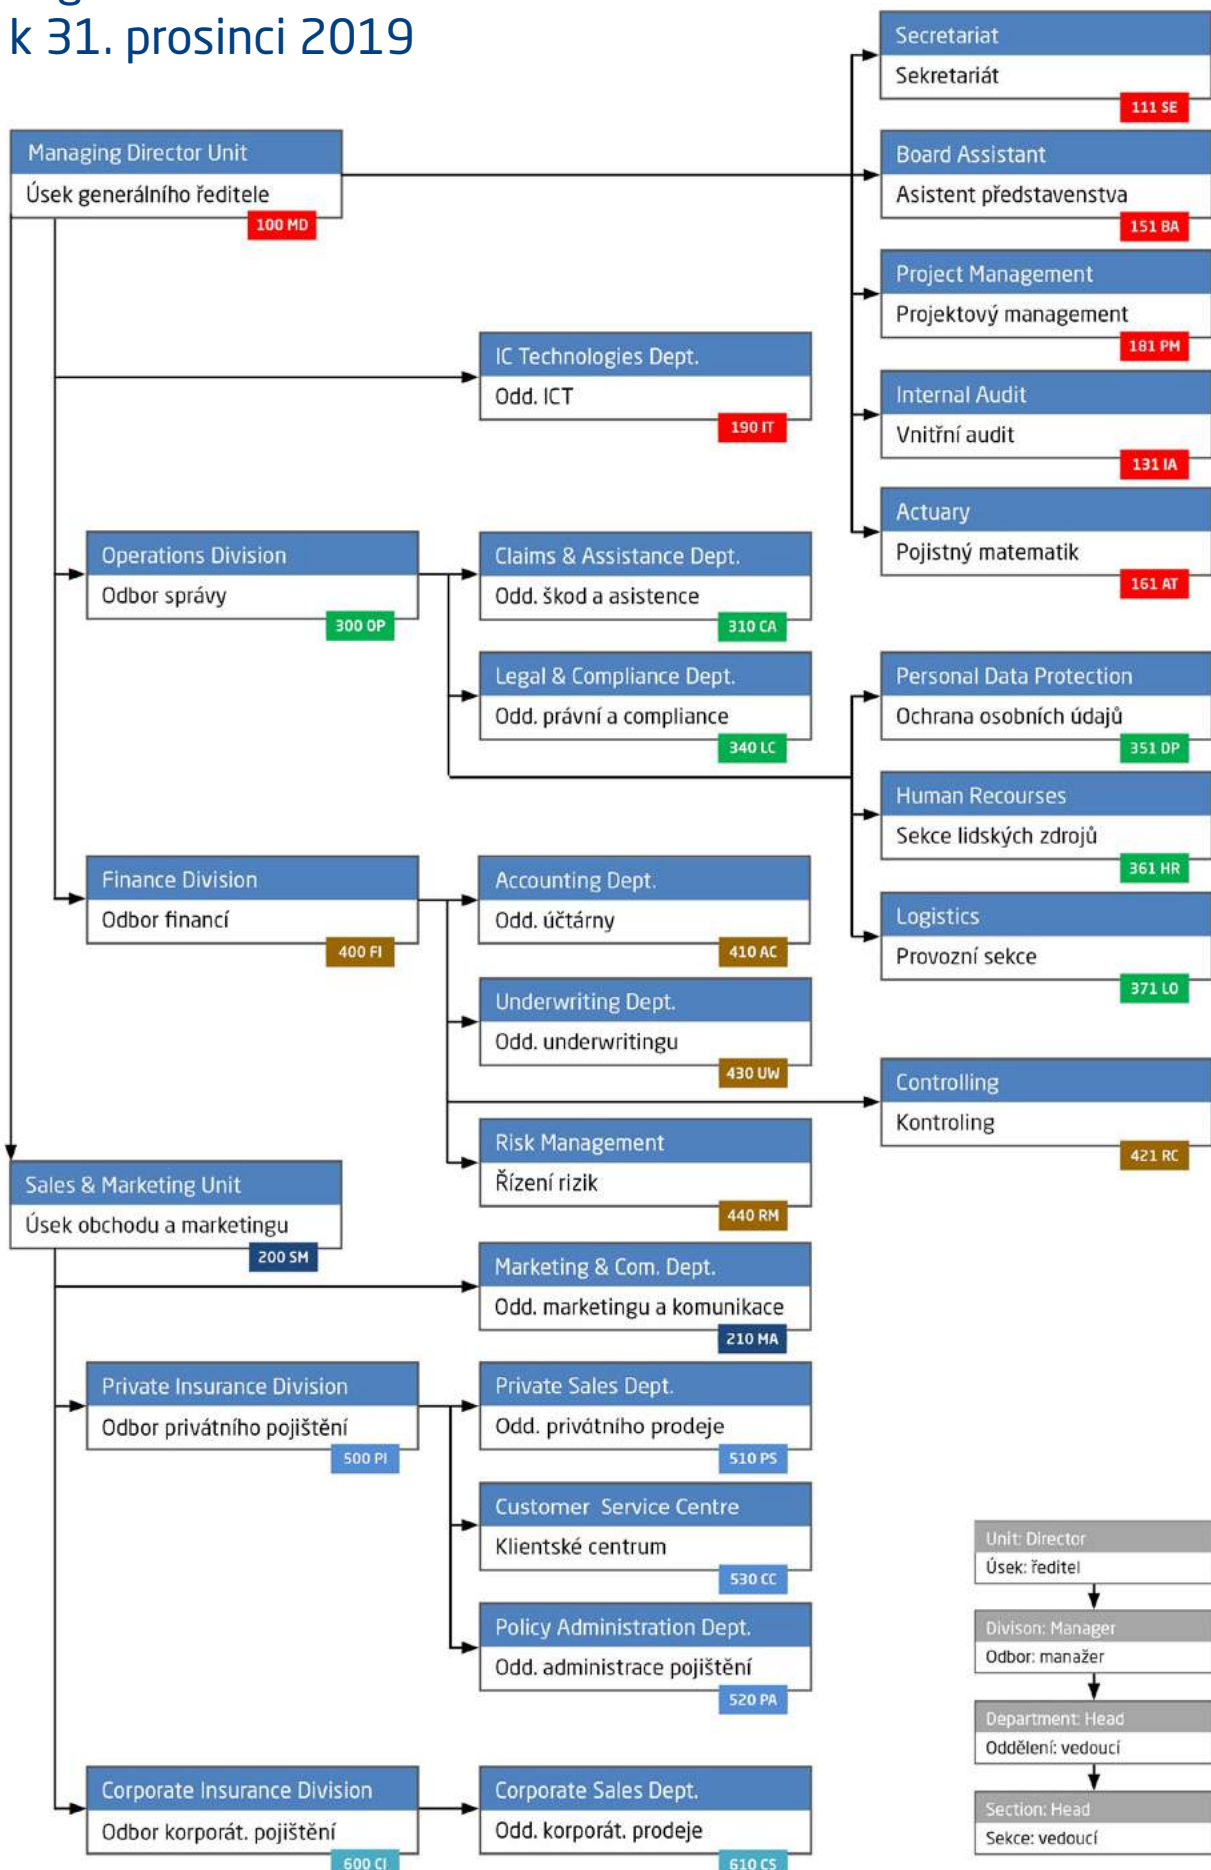 k 31. prosinci 2019
Secretariat
Sekretariát
111 SE
Managing Director Unit
Úsek generálního ředitele
100 MD
Board Assistant
Asistent představenstva
151 BA
Project Management
Projektový management
181 PM
IC Technologies Dept.
Odd. ICT
190 IT
Internal Audit
Vnitřní audit
131 IA
Actuary
Pojistný matematik
161 AT
Operations Division
Odbor správy
300 OP
Claims & Assistance Dept.
Odd. škod a asistence
310 CA
Legal & Compliance Dept.
Odd. právní a compliance
340 LC
Personal Data Protection
Ochrana osobních údajů
351 DP
Human Recourses
Sekce lidských zdrojů
361 HR
Logistics
Provozní sekce
371 LO
Finance Division
Odbor financí
400 FI
Accounting Dept.
Odd. účtárny
410 AC
Underwriting Dept.
Odd. underwritingu
430 UW
Controlling
Kontroling
421 RC
Risk Management
Řízení rizik
440 RM
Sales & Marketing Unit
Úsek obchodu a marketingu
200 SM
Marketing & Com. Dept.
Odd. marketingu a komunikace
210 MA
Private Insurance Division
Odbor privátního pojištění
500 PI
Private Sales Dept.
Odd. privátního prodeje
510 PS
Customer Service Centre
Klientské centrum
530 CC
Policy Administration Dept.
Odd. administrace pojištění
520 PA
Corporate Insurance Division
Odbor korporát. pojištění
600 CI
Corporate Sales Dept.
Odd. korporát. prodeje
610 CS
Unit: Director
Úsek: ředitel
Divison: Manager
Odbor: manažer
Department: Head
Oddělení: vedoucí
Section: Head
Sekce: vedoucí